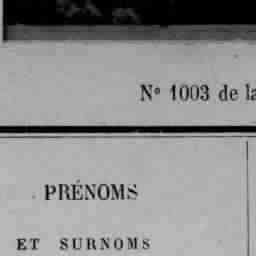 N° 1003 de la
PRÉNOMS
ET SURNOMS